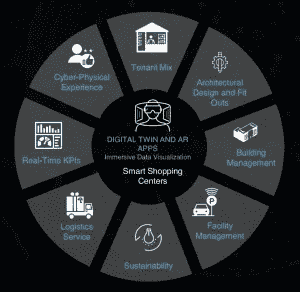 Tenant Mix
Architectural
Design and Fit
Outs
Building
Management
Facility
Management
Sustainability
Logistics
Service
Real-Time KPIs
Cyber-Physical
Experience
DIGITAL TWIN AND AR
APPS
Immersive Data Visualization
Smart Shopping
Centers